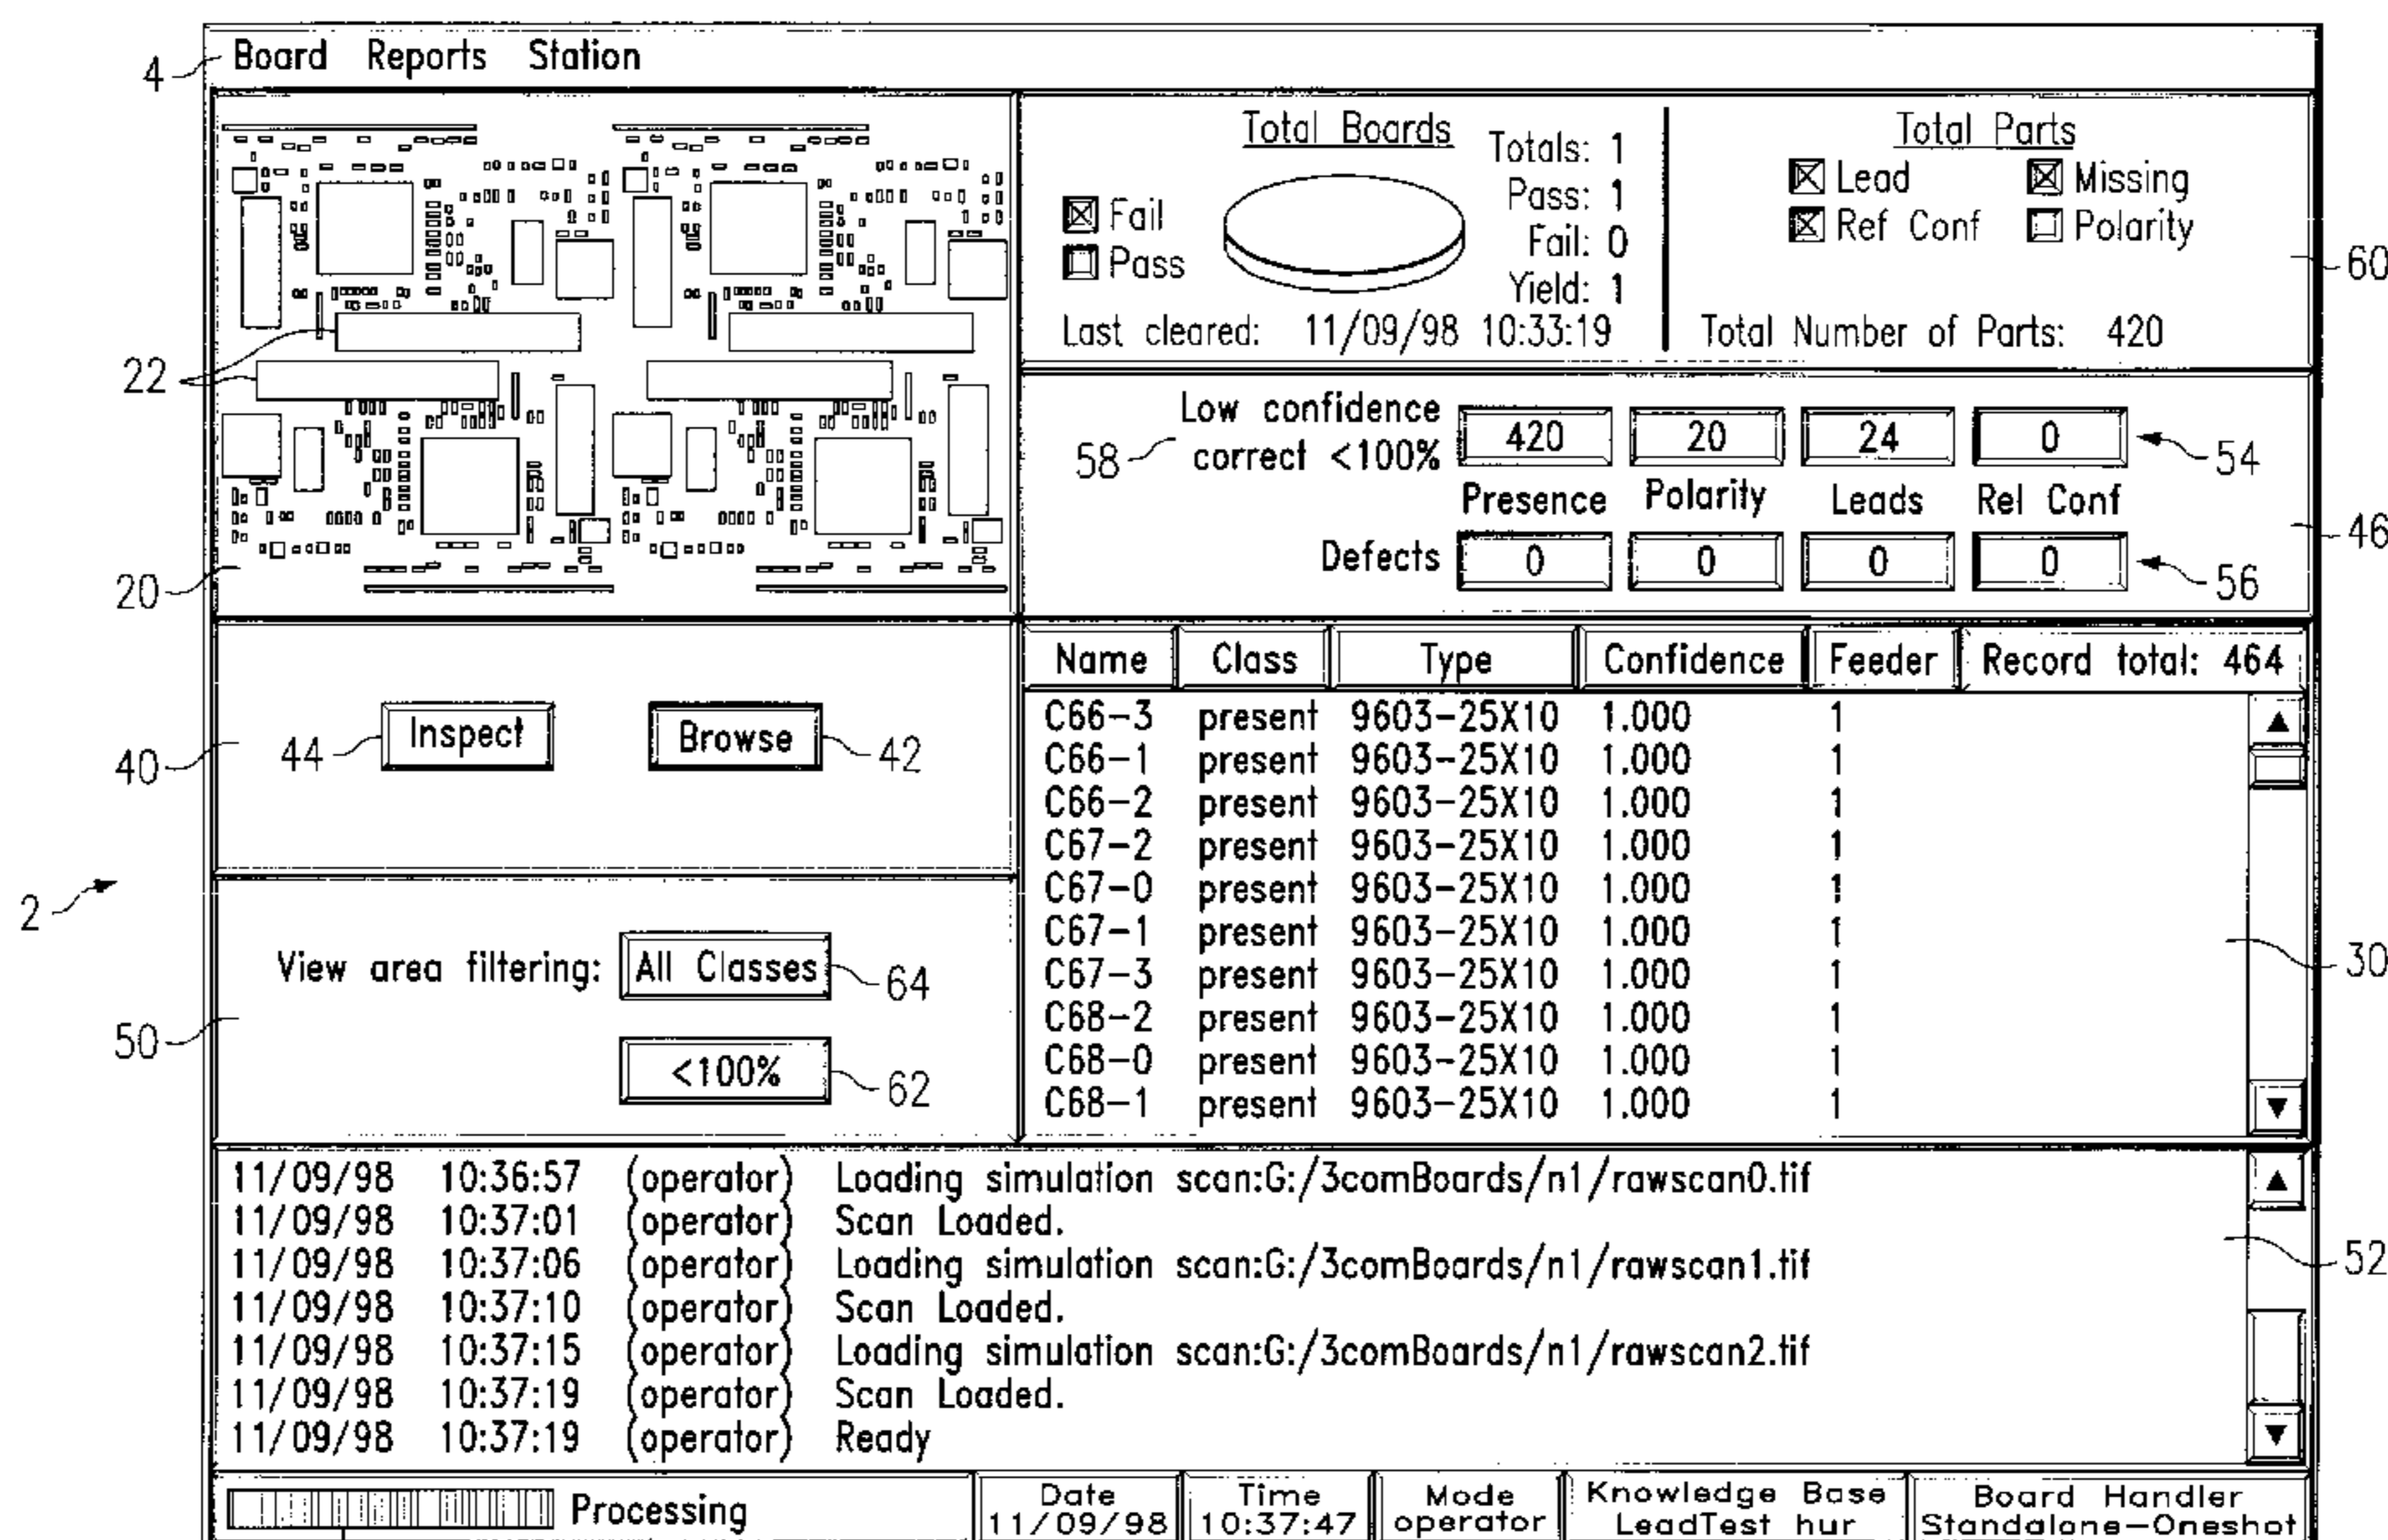 4
Board Reports Station
Total Boards
Fail
Pass
Totals: 1
Pass: 1
Fail: 0
Yield: 1
Last cleared: 11/09/98 10:33:19
Total Parts
Lead Missing
Ref Conf Polarity
Total Number of Parts: 420
60
22
20
58
Low confidence
correct <100%
420 20 24 0
54
Presence Polarity Leads Rel Conf
46
Defects 0 0 0 0
56
40
44
Inspect
Browse
42
2
50
View area filtering: All Classes
64
<100%
62
Name Class Type Confidence Feeder Record total: 464
C66-3 present 9603-25X10 1.000 1
C66-1 present 9603-25X10 1.000 1
C66-2 present 9603-25X10 1.000 1
C67-2 present 9603-25X10 1.000 1
C67-0 present 9603-25X10 1.000 1
C67-1 present 9603-25X10 1.000 1
C67-3 present 9603-25X10 1.000 1
C68-2 present 9603-25X10 1.000 1
C68-0 present 9603-25X10 1.000 1
C68-1 present 9603-25X10 1.000 1
30
11/09/98 10:36:57 (operator) Loading simulation scan:G:/3comBoards/n1/rawscan0.tif
11/09/98 10:37:01 (operator) Scan Loaded.
11/09/98 10:37:06 (operator) Loading simulation scan:G:/3comBoards/n1/rawscan1.tif
11/09/98 10:37:10 (operator) Scan Loaded.
11/09/98 10:37:15 (operator) Loading simulation scan:G:/3comBoards/n1/rawscan2.tif
11/09/98 10:37:19 (operator) Scan Loaded.
11/09/98 10:37:19 (operator) Ready
52
Processing
Date
11/09/98
Time
10:37:47
Mode
operator
Knowledge Base
LeadTest hur
Board Handler
Standalone-Oneshot